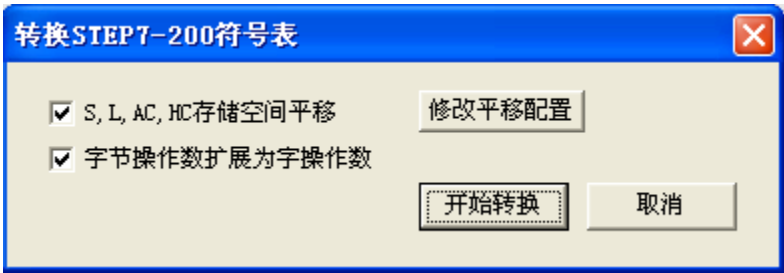 转换STEP7-200符号表
S,L,AC,HC存储空间平移
修改平移配置
字节操作数扩展为字操作数
开始转换
取消